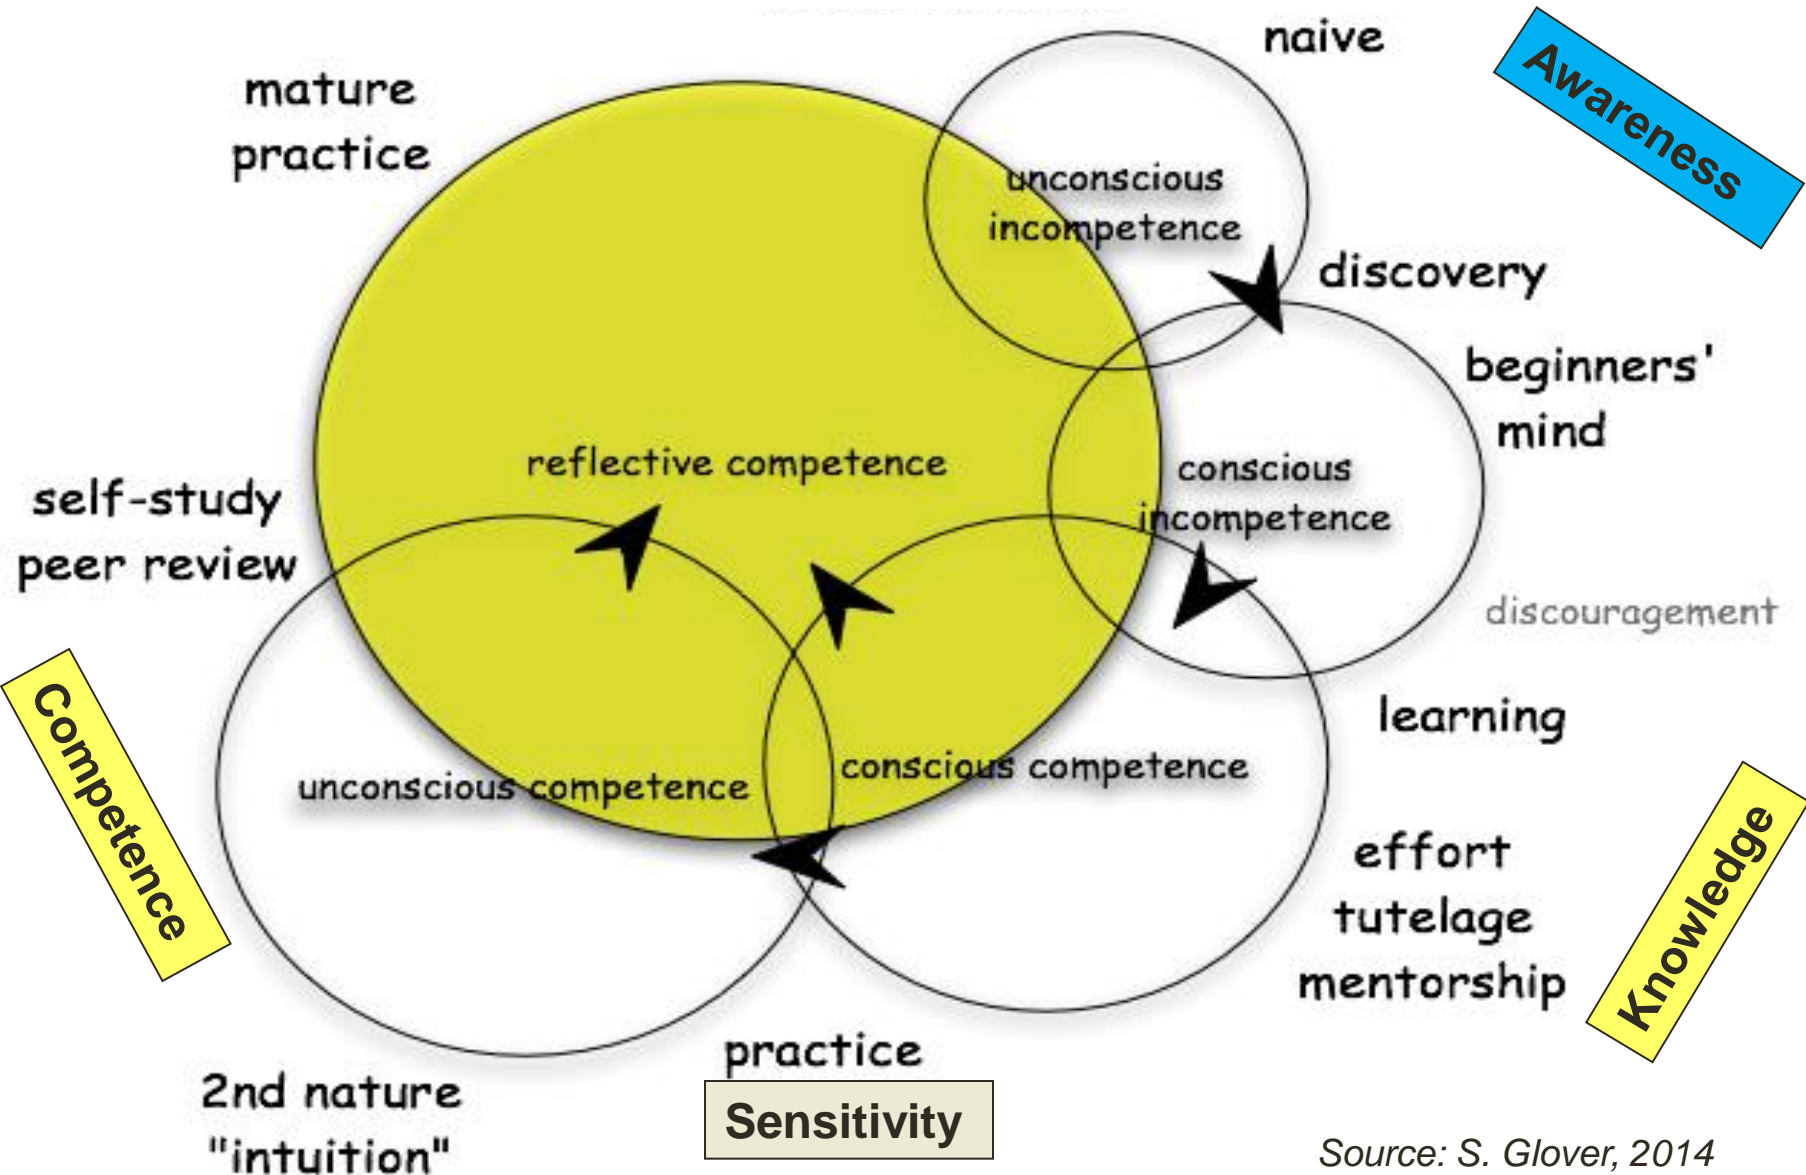 naive
Awareness
mature
practice
unconscious
incompetence
discovery
beginners'
mind
reflective competence
conscious
incompetence
self-study
peer review
discouragement
learning
Competence
unconscious competence
conscious competence
effort
tutelage
mentorship
Knowledge
practice
2nd nature
"intuition"
Sensitivity
Source: S. Glover, 2014